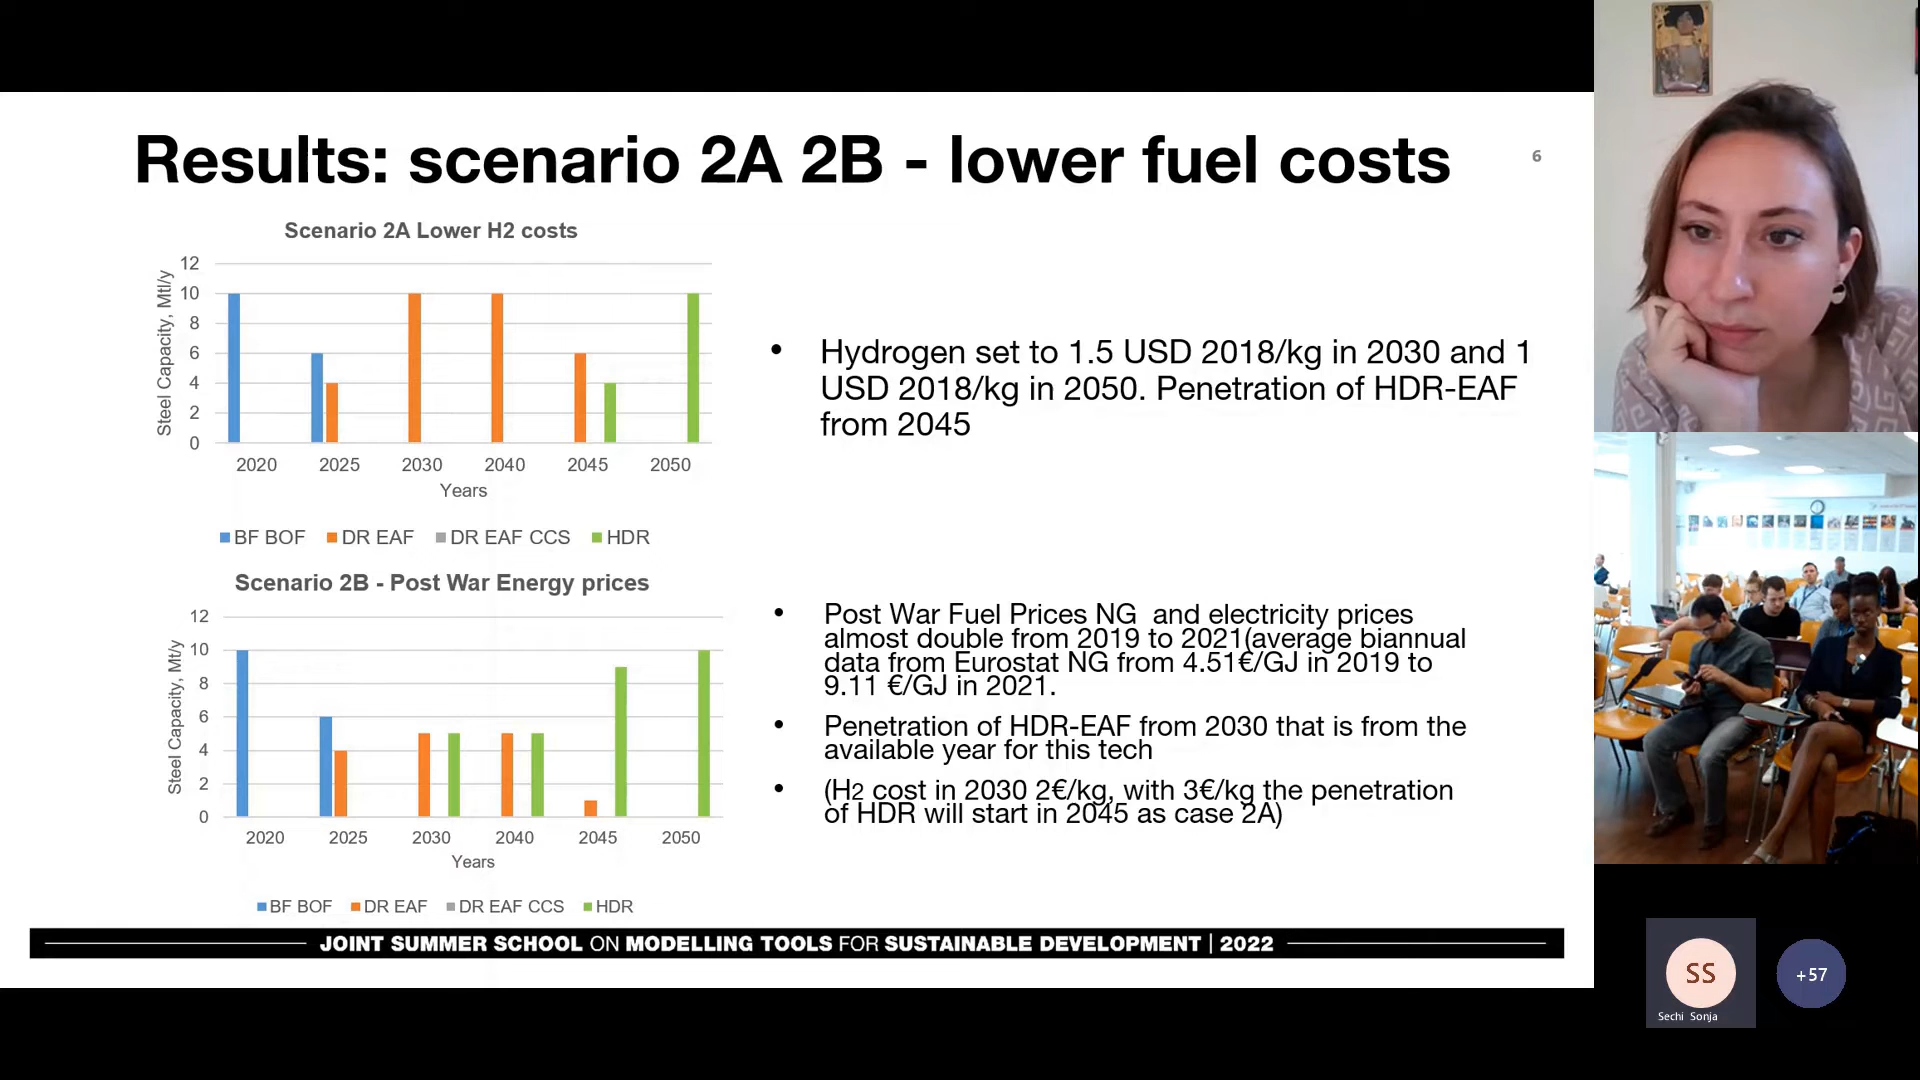 Results: scenario 2A 2B - lower fuel costs
6
Scenario 2A Lower H2 costs
Steel Capacity, Mtl/y
12
10
8
6
4
2
0
2020 2025 2030 2040 2045 2050
Years
BF BOF DR EAF DR EAF CCS HDR
• Hydrogen set to 1.5 USD 2018/kg in 2030 and 1
USD 2018/kg in 2050. Penetration of HDR-EAF
from 2045
Scenario 2B - Post War Energy prices
Steel Capacity, Mt/y
12
10
8
6
4
2
0
2020 2025 2030 2040 2045 2050
Years
BF BOF DR EAF DR EAF CCS HDR
• Post War Fuel Prices NG and electricity prices
almost double from 2019 to 2021(average biannual
data from Eurostat NG from 4.51€/GJ in 2019 to
9.11 €/GJ in 2021.
• Penetration of HDR-EAF from 2030 that is from the
available year for this tech
• (H2 cost in 2030 2€/kg, with 3€/kg the penetration
of HDR will start in 2045 as case 2A)
JOINT SUMMER SCHOOL ON MODELLING TOOLS FOR SUSTAINABLE DEVELOPMENT | 2022
SS
Sechi Sonja
+57